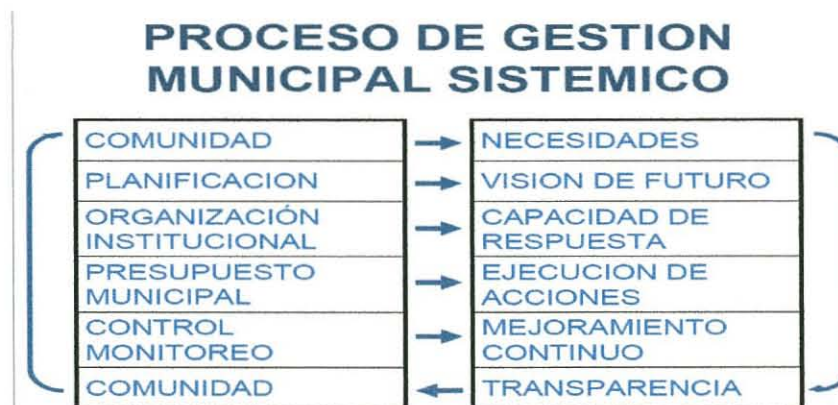 PROCESO DE GESTION
MUNICIPAL SISTEMICO
COMUNIDAD
NECESIDADES
PLANIFICACION
VISION DE FUTURO
ORGANIZACIÓN
INSTITUCIONAL
CAPACIDAD DE
RESPUESTA
PRESUPUESTO
MUNICIPAL
EJECUCION DE
ACCIONES
CONTROL
MONITOREO
MEJORAMIENTO
CONTINUO
COMUNIDAD
TRANSPARENCIA